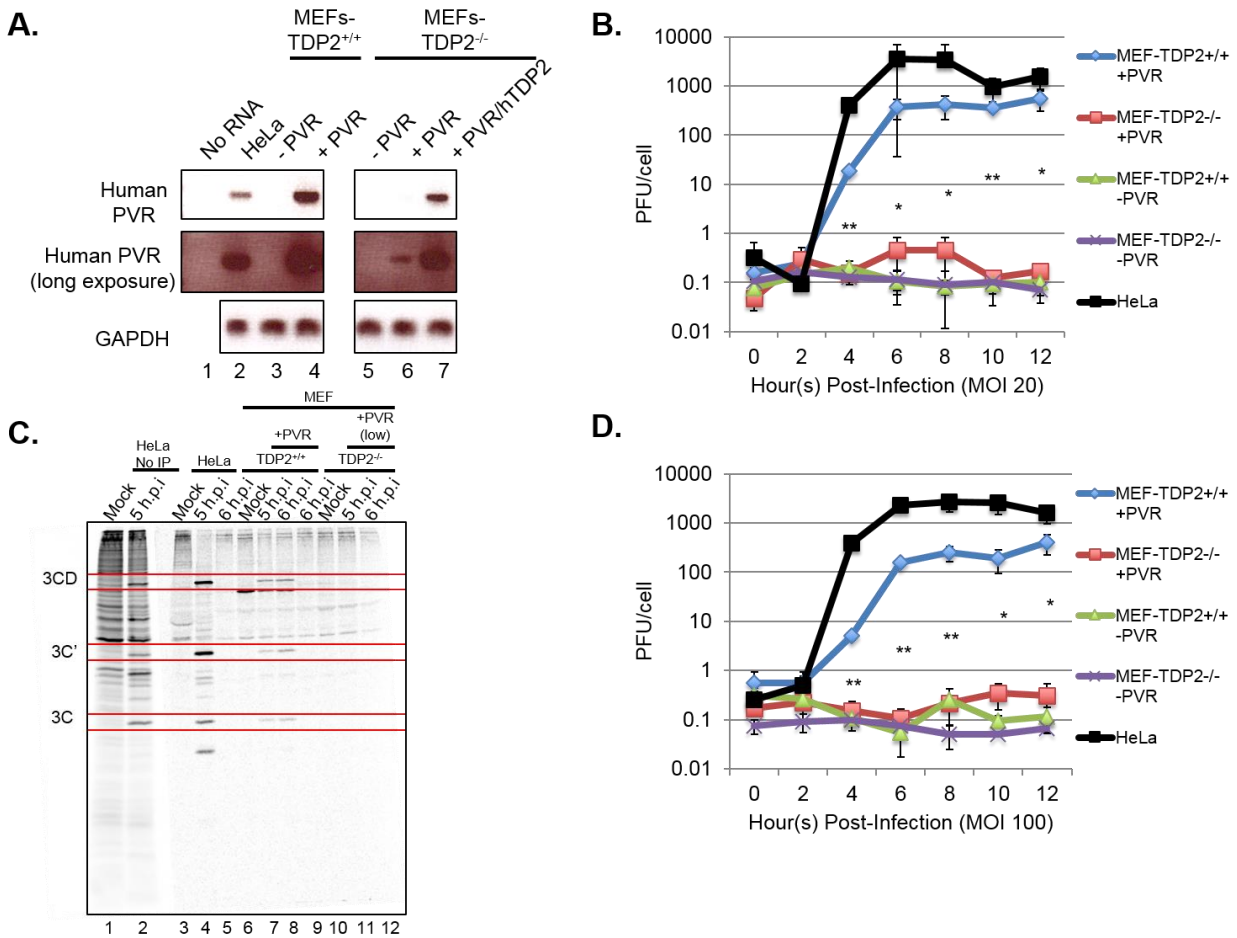 A.
MEFs-
TDP2+/+
MEFs-
TDP2-/-
No RNA
HeLa
- PVR
+ PVR
- PVR
+ PVR
+ PVR/hTDP2
Human
PVR
Human PVR
(long exposure)
GAPDH
1 2 3 4 5 6 7
B.
10000
1000
100
10
1
0.1
0.01
PFU/cell
** * * ** *
0 2 4 6 8 10 12
Hour(s) Post-Infection (MOI 20)
MEF-TDP2+/+
+PVR
MEF-TDP2-/-
+PVR
MEF-TDP2+/+
-PVR
MEF-TDP2-/-
-PVR
HeLa
C.
MEF
+PVR
(low)
+PVR
HeLa
No IP
HeLa
TDP2+/+
TDP2-/-
Mock
5 h.p.i
Mock
5 h.p.i
6 h.p.i
Mock
5 h.p.i
6 h.p.i
6 h.p.i
Mock
5 h.p.i
6 h.p.i
3CD
3C'
3C
1 2 3 4 5 6 7 8 9 10 11 12
D.
10000
1000
100
10
1
0.1
0.01
PFU/cell
** ** ** * *
0 2 4 6 8 10 12
Hour(s) Post-Infection (MOI 100)
MEF-TDP2+/+
+PVR
MEF-TDP2-/-
+PVR
MEF-TDP2+/+
-PVR
MEF-TDP2-/-
-PVR
HeLa